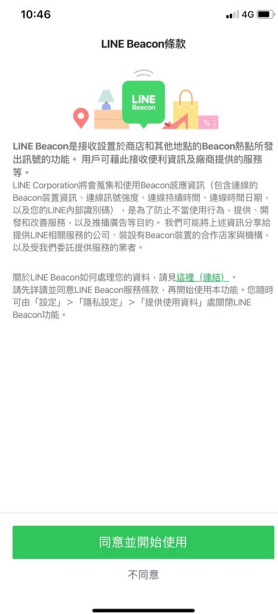 10:46
4G
LINE Beacon條款
LINE
Beacon
%
LINE Beacon是接收設置於商店和其他地點的Beacon熱點所發
出訊號的功能。 用戶可藉此接收便利資訊及廠商提供的服務
等。
LINE Corporation將會蒐集和使用Beacon感應資訊（包含連線的
Beacon裝置資訊、連線訊號強度、連線持續時間、連線時間日期，
以及您的LINE內部識別碼），是為了防止不當使用行為，提供、開
發和改善服務，以及推播廣告等目的。 我們可能將上述資訊分享給
提供LINE相關服務的公司、裝設有Beacon裝置的合作店家與機構，
以及受我們委託提供服務的業者。
關於LINE Beacon如何處理您的資料，請見這裡（連結）。
請先詳讀並同意LINE Beacon服務條款，再開始使用本功能。您隨時
可由「設定」＞「隱私設定」＞「提供使用資料」處關閉LINE
Beacon功能。
同意並開始使用
不同意